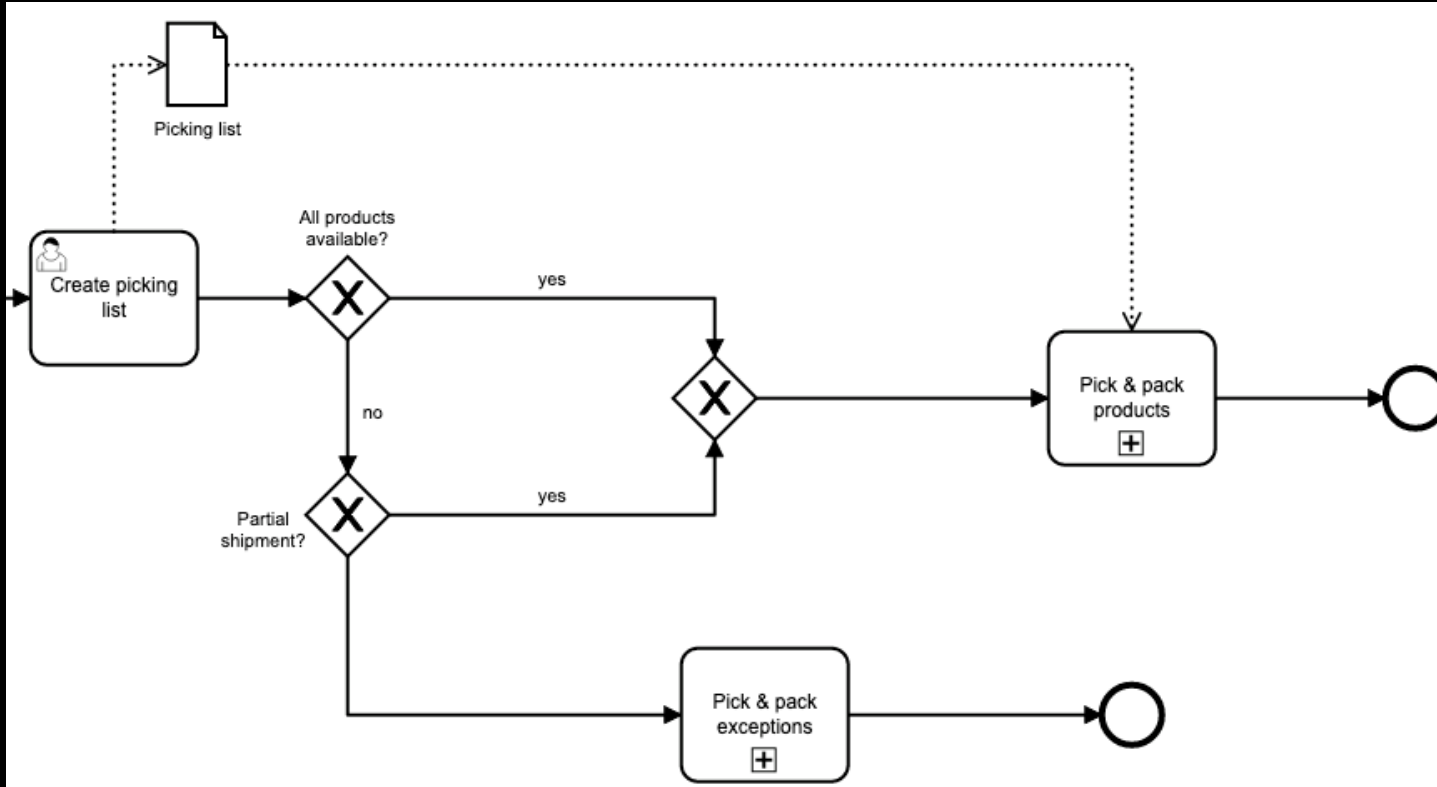 Picking list
All products
available?
Create picking
list
yes
no
Pick & pack
products
Partial
shipment?
yes
Pick & pack
exceptions